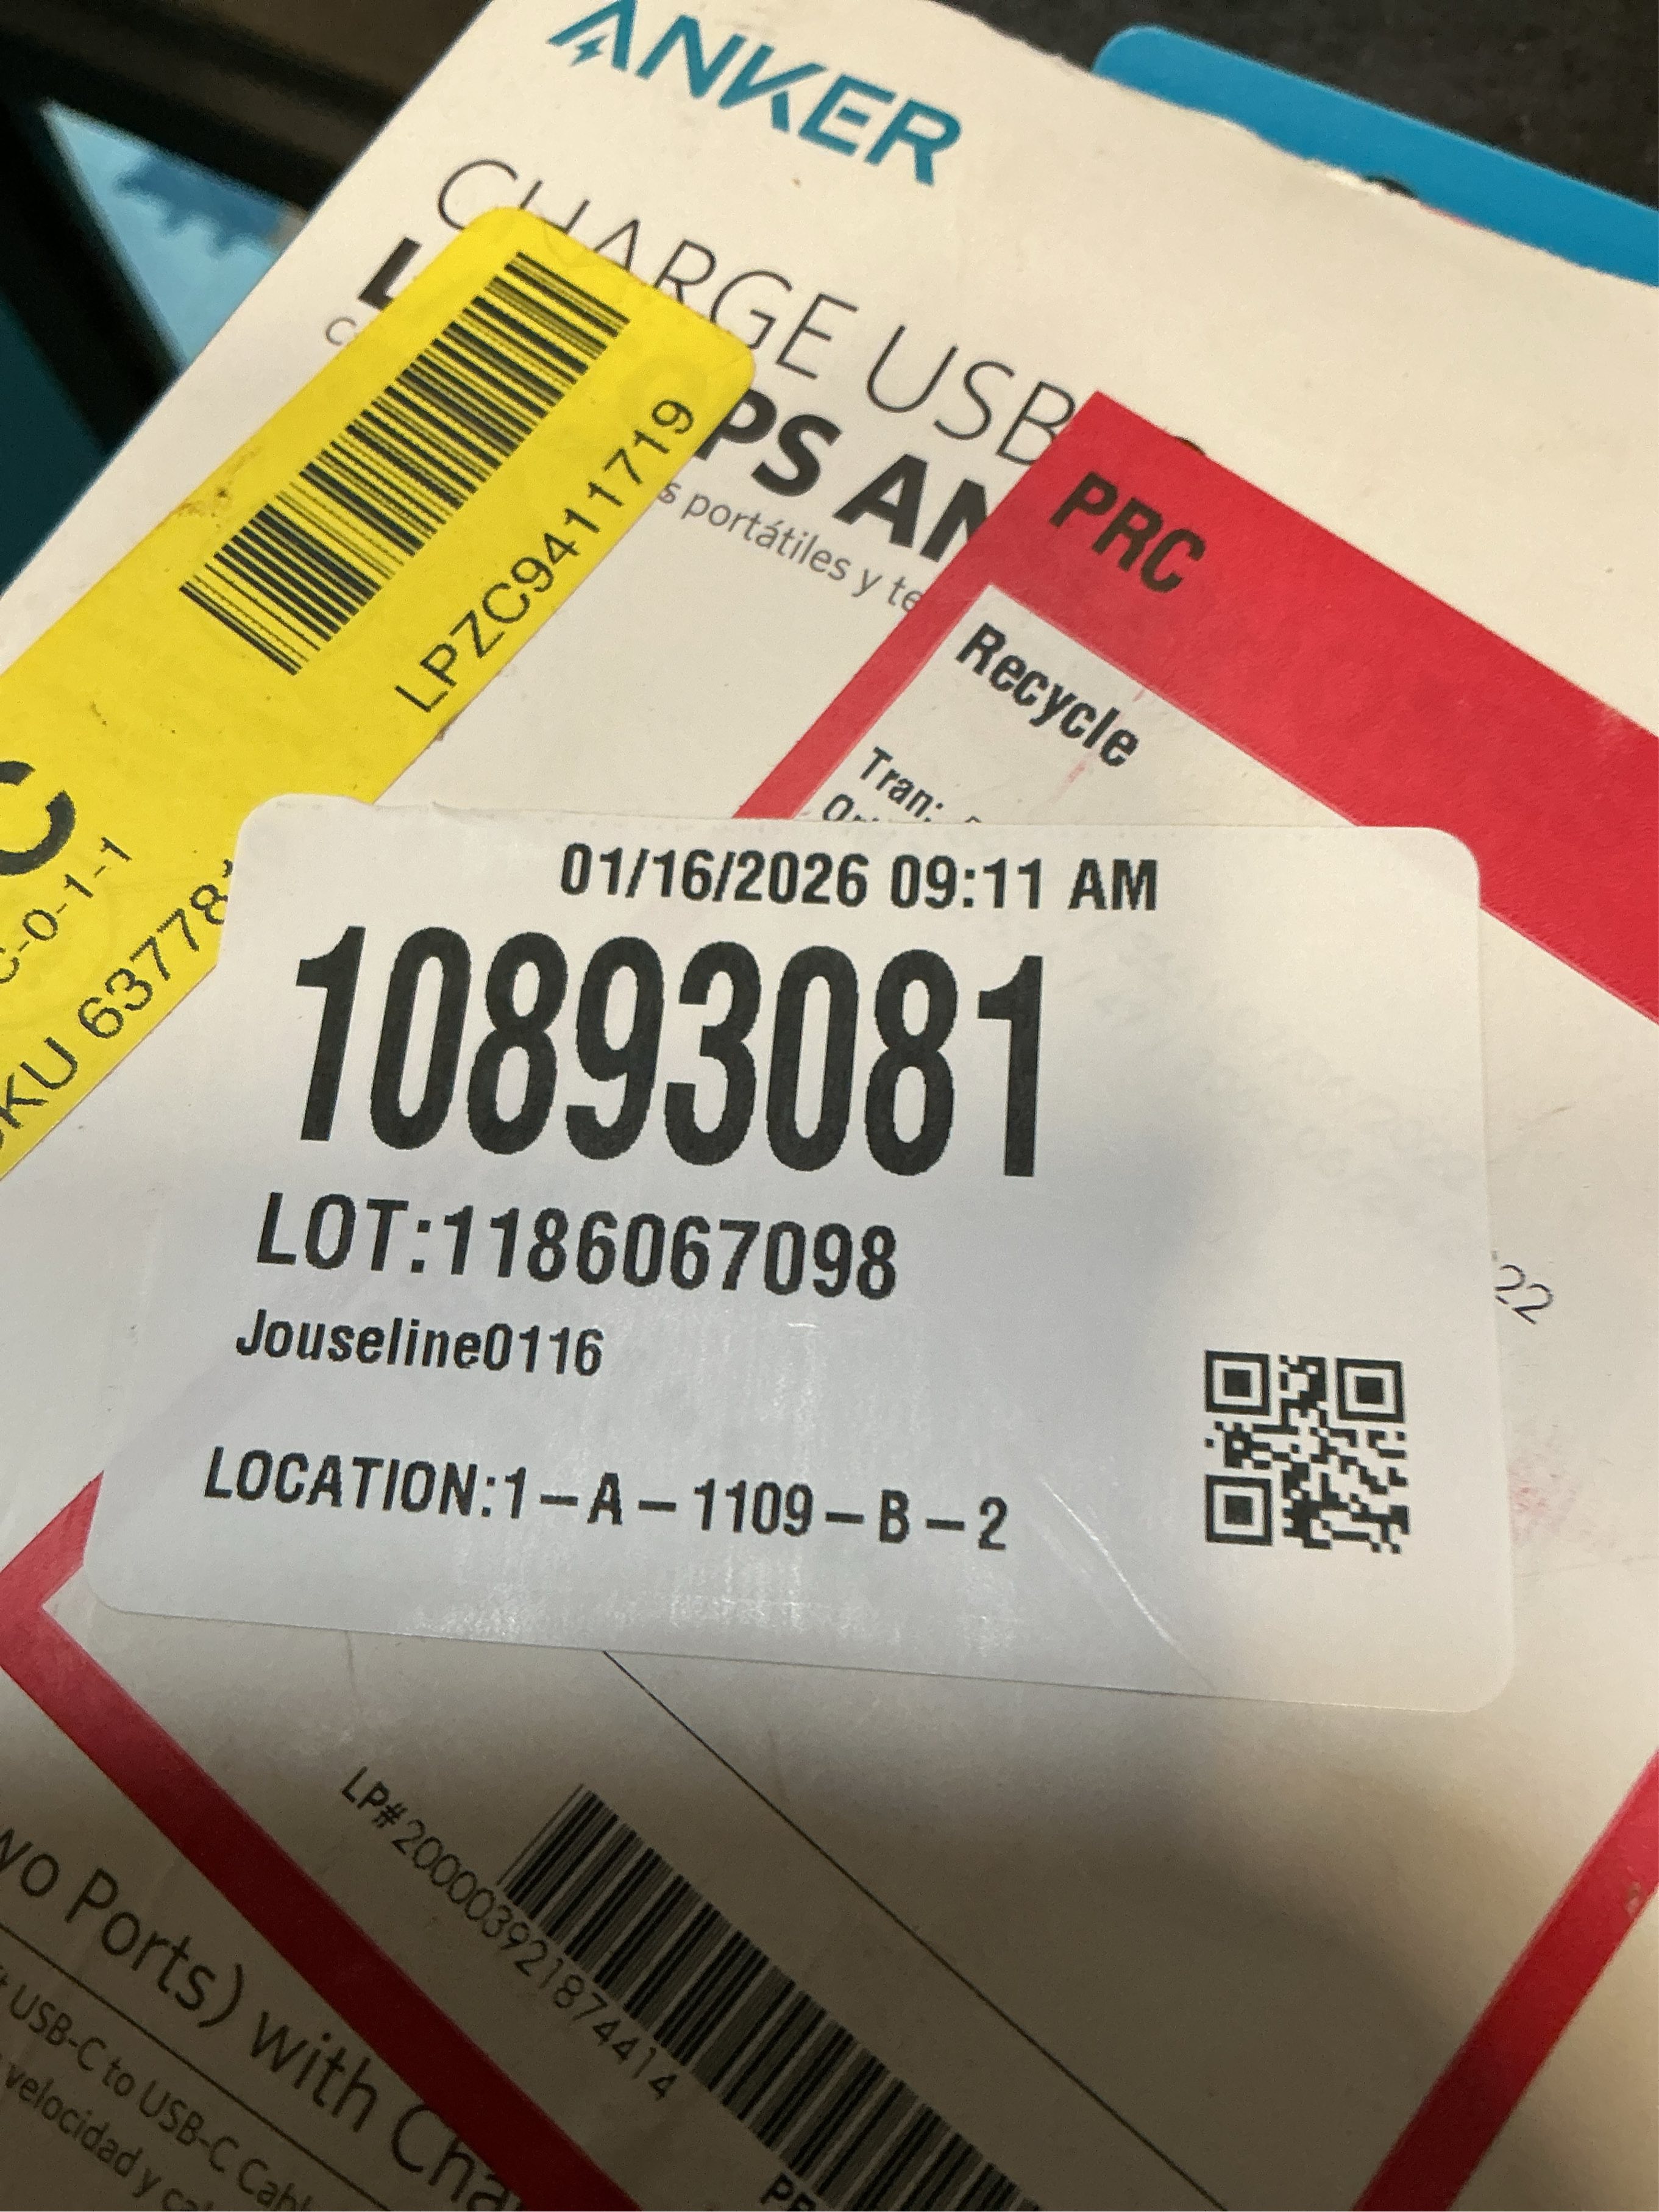 ANKER
CHARGE USB
PS AN
s portátiles y te
LPZC9411719
PRC
Recycle
Tran:
C-0-1-1
KU 63778
01/16/2026 09:11 AM
10893081
LOT:1186067098
Jouseline0116
LOCATION:1-A-1109-B-2
22
LP#200003921874414
wo Ports) with Cha
USB-C to USB-C Cab
velocidad y ca